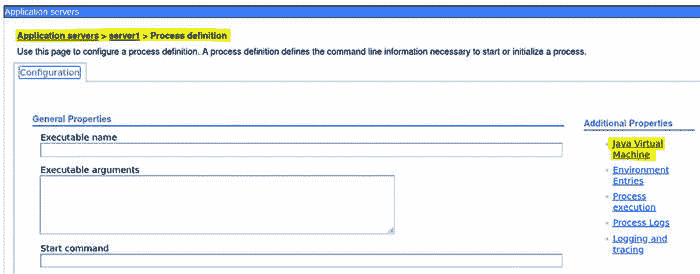 Application servers
Application servers > server1 > Process definition
Use this page to configure a process definition. A process definition defines the command line information necessary to start or initialize a process.
Configuration
General Properties
Executable name
Executable arguments
Start command
Additional Properties
Java Virtual
Machine
Environment
Entries
Process
execution
Process Logs
Logging and
tracing